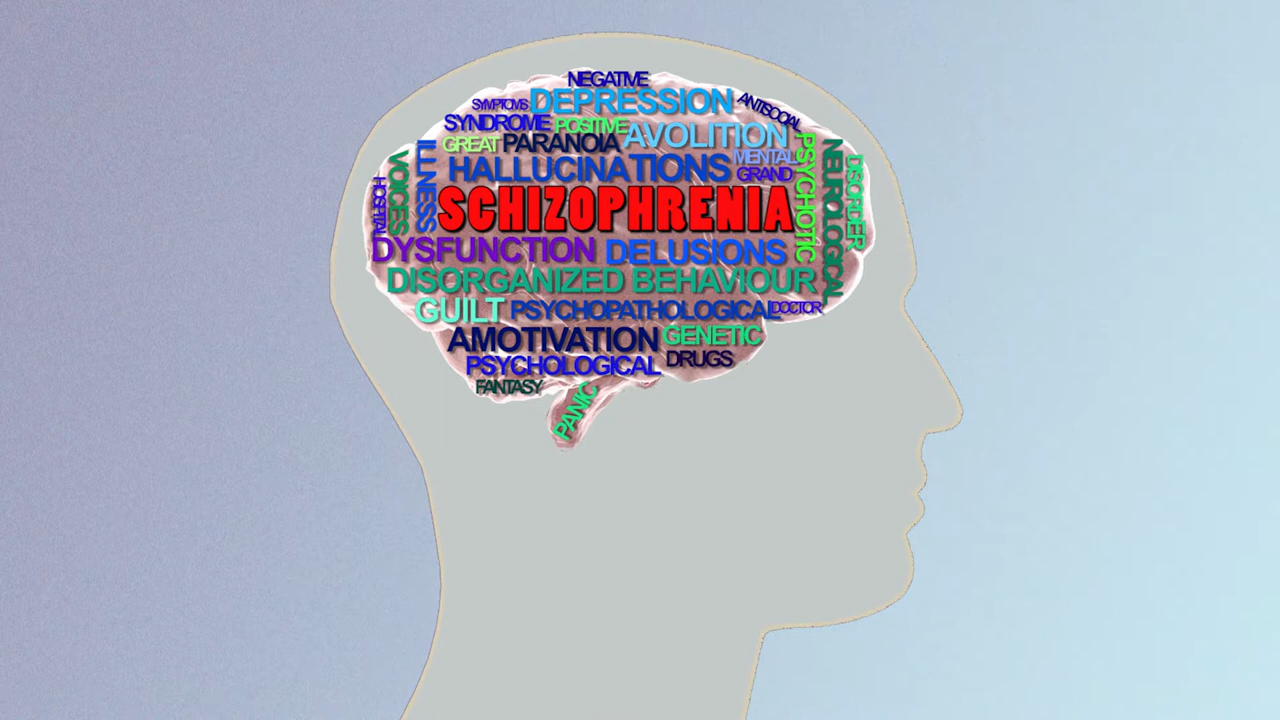 NEGATIVE
SYMPTOMS DEPRESSION ANTISOCIAL
SYNDROME POSITIVE AVOLITION
GREAT PARANOIA
HALLUCINATIONS MENTAL
GRAND
HOSPITAL
VOICES
ILLNESS
SCHIZOPHRENIA
PSYCHOTIC
NEUROLOGICAL
DISORDER
DYSFUNCTION DELUSIONS
DISORGANIZED BEHAVIOUR
GUILT PSYCHOPATHOLOGICAL DOCTOR
AMOTIVATION GENETIC
PSYCHOLOGICAL DRUGS
FANTASY
PANIC